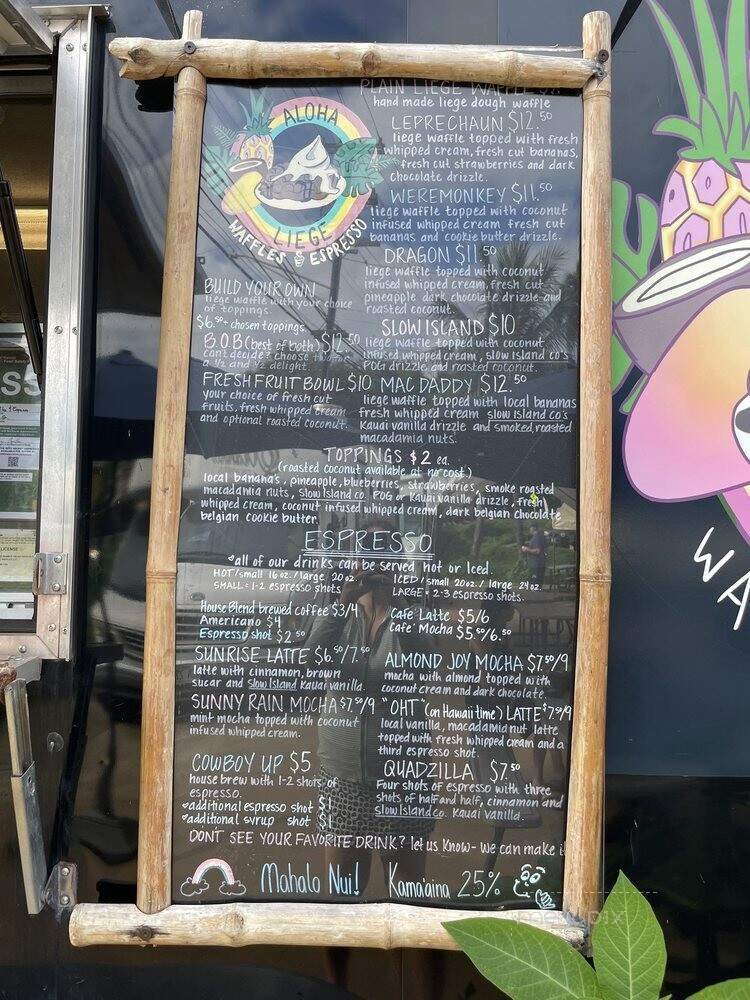 ALOHA
LIEGE
WAFFLES ESPRESSO
PLAIN LIEGE WAFFLE
hand made liege dough waffle
LEPRECHAUN $12.50
liege waffle topped with fresh
whipped cream, fresh cut bananas,
fresh cut strawberries and dark
chocolate drizzle.
WEREMONKEY $11.50
liege waffle topped with coconut
infused whipped cream fresh cut
bananas and cookie butter drizzle.
DRAGON $11.50
liege waffle topped with coconut
infused whipped cream, fresh cut
pineapple dark chocolate drizzle and
roasted coconut.
SLOW ISLAND $10
liege waffle topped with coconut
infused whipped cream, slow island co's
POG drizzle, and roasted coconut.
MAC DADDY $12.50
liege waffle topped with local bananas
fresh whipped cream slow island co's
Kauai vanilla drizzle and smoked, roasted
macadamia nuts.
BUILD YOUR OWN
liege waffle with your choice
of toppings.
$6.50 + chosen toppings.
B.O.B (best of both) $12.50
cant decide? choose two for
a 1/2 and 1/2 delight.
FRESH FRUIT BOWL $10
your choice of fresh cut
fruits, fresh whipped cream
and optional roasted coconut.
TOPPINGS $2 ea.
(roasted coconut available at no cost)
local banana's, pineapple, blueberries, strawberries, smoke roasted
macadamia nuts, Slow Island co. POG or Kauai vanilla drizzle, fresh
whipped cream, coconut infused whipped cream, dark belgian chocolate
belgian cookie butter.
ESPRESSO
all of our drinks can be served hot or Iced.
HOT/small 16oz./large 20oz.
SMALL = 1-2 espresso shots
ICED/small 20oz./large 24oz.
LARGE = 2-3 espresso shots.
House Blend brewed coffee $3/4
Americano $4
Espresso shot $2.50
Cafe Latte $5/6
Cafe' Mocha $5.50/6.50
SUNRISE LATTE $6.50/7.50
latte with cinnamon, brown
sugar and Slow Island Kauai vanilla.
SUNNY RAIN MOCHA $7.50/9
mint mocha topped with coconut
infused whipped cream.
COWBOY UP $5
house brew with 1-2 shots of
espresso.
additional espresso shot $1
additional syrup shot $1
ALMOND JOY MOCHA $7.50/9
mocha with almond topped with
coconut cream and dark chocolate.
"OHT" (on Hawaii time) LATTE $7.50/9
local vanilla, macadamia nut latte
topped with fresh whipped cream and a
third espresso shot.
QUADZILLA $7.50
Four shots of espresso with three
shots of half and half, cinnamon and
slow Island co. Kauai vanilla.
DON'T SEE YOUR FAVORITE DRINK? let us know- we can make it
Mahalo Nui! Kama'aina 25%
WA